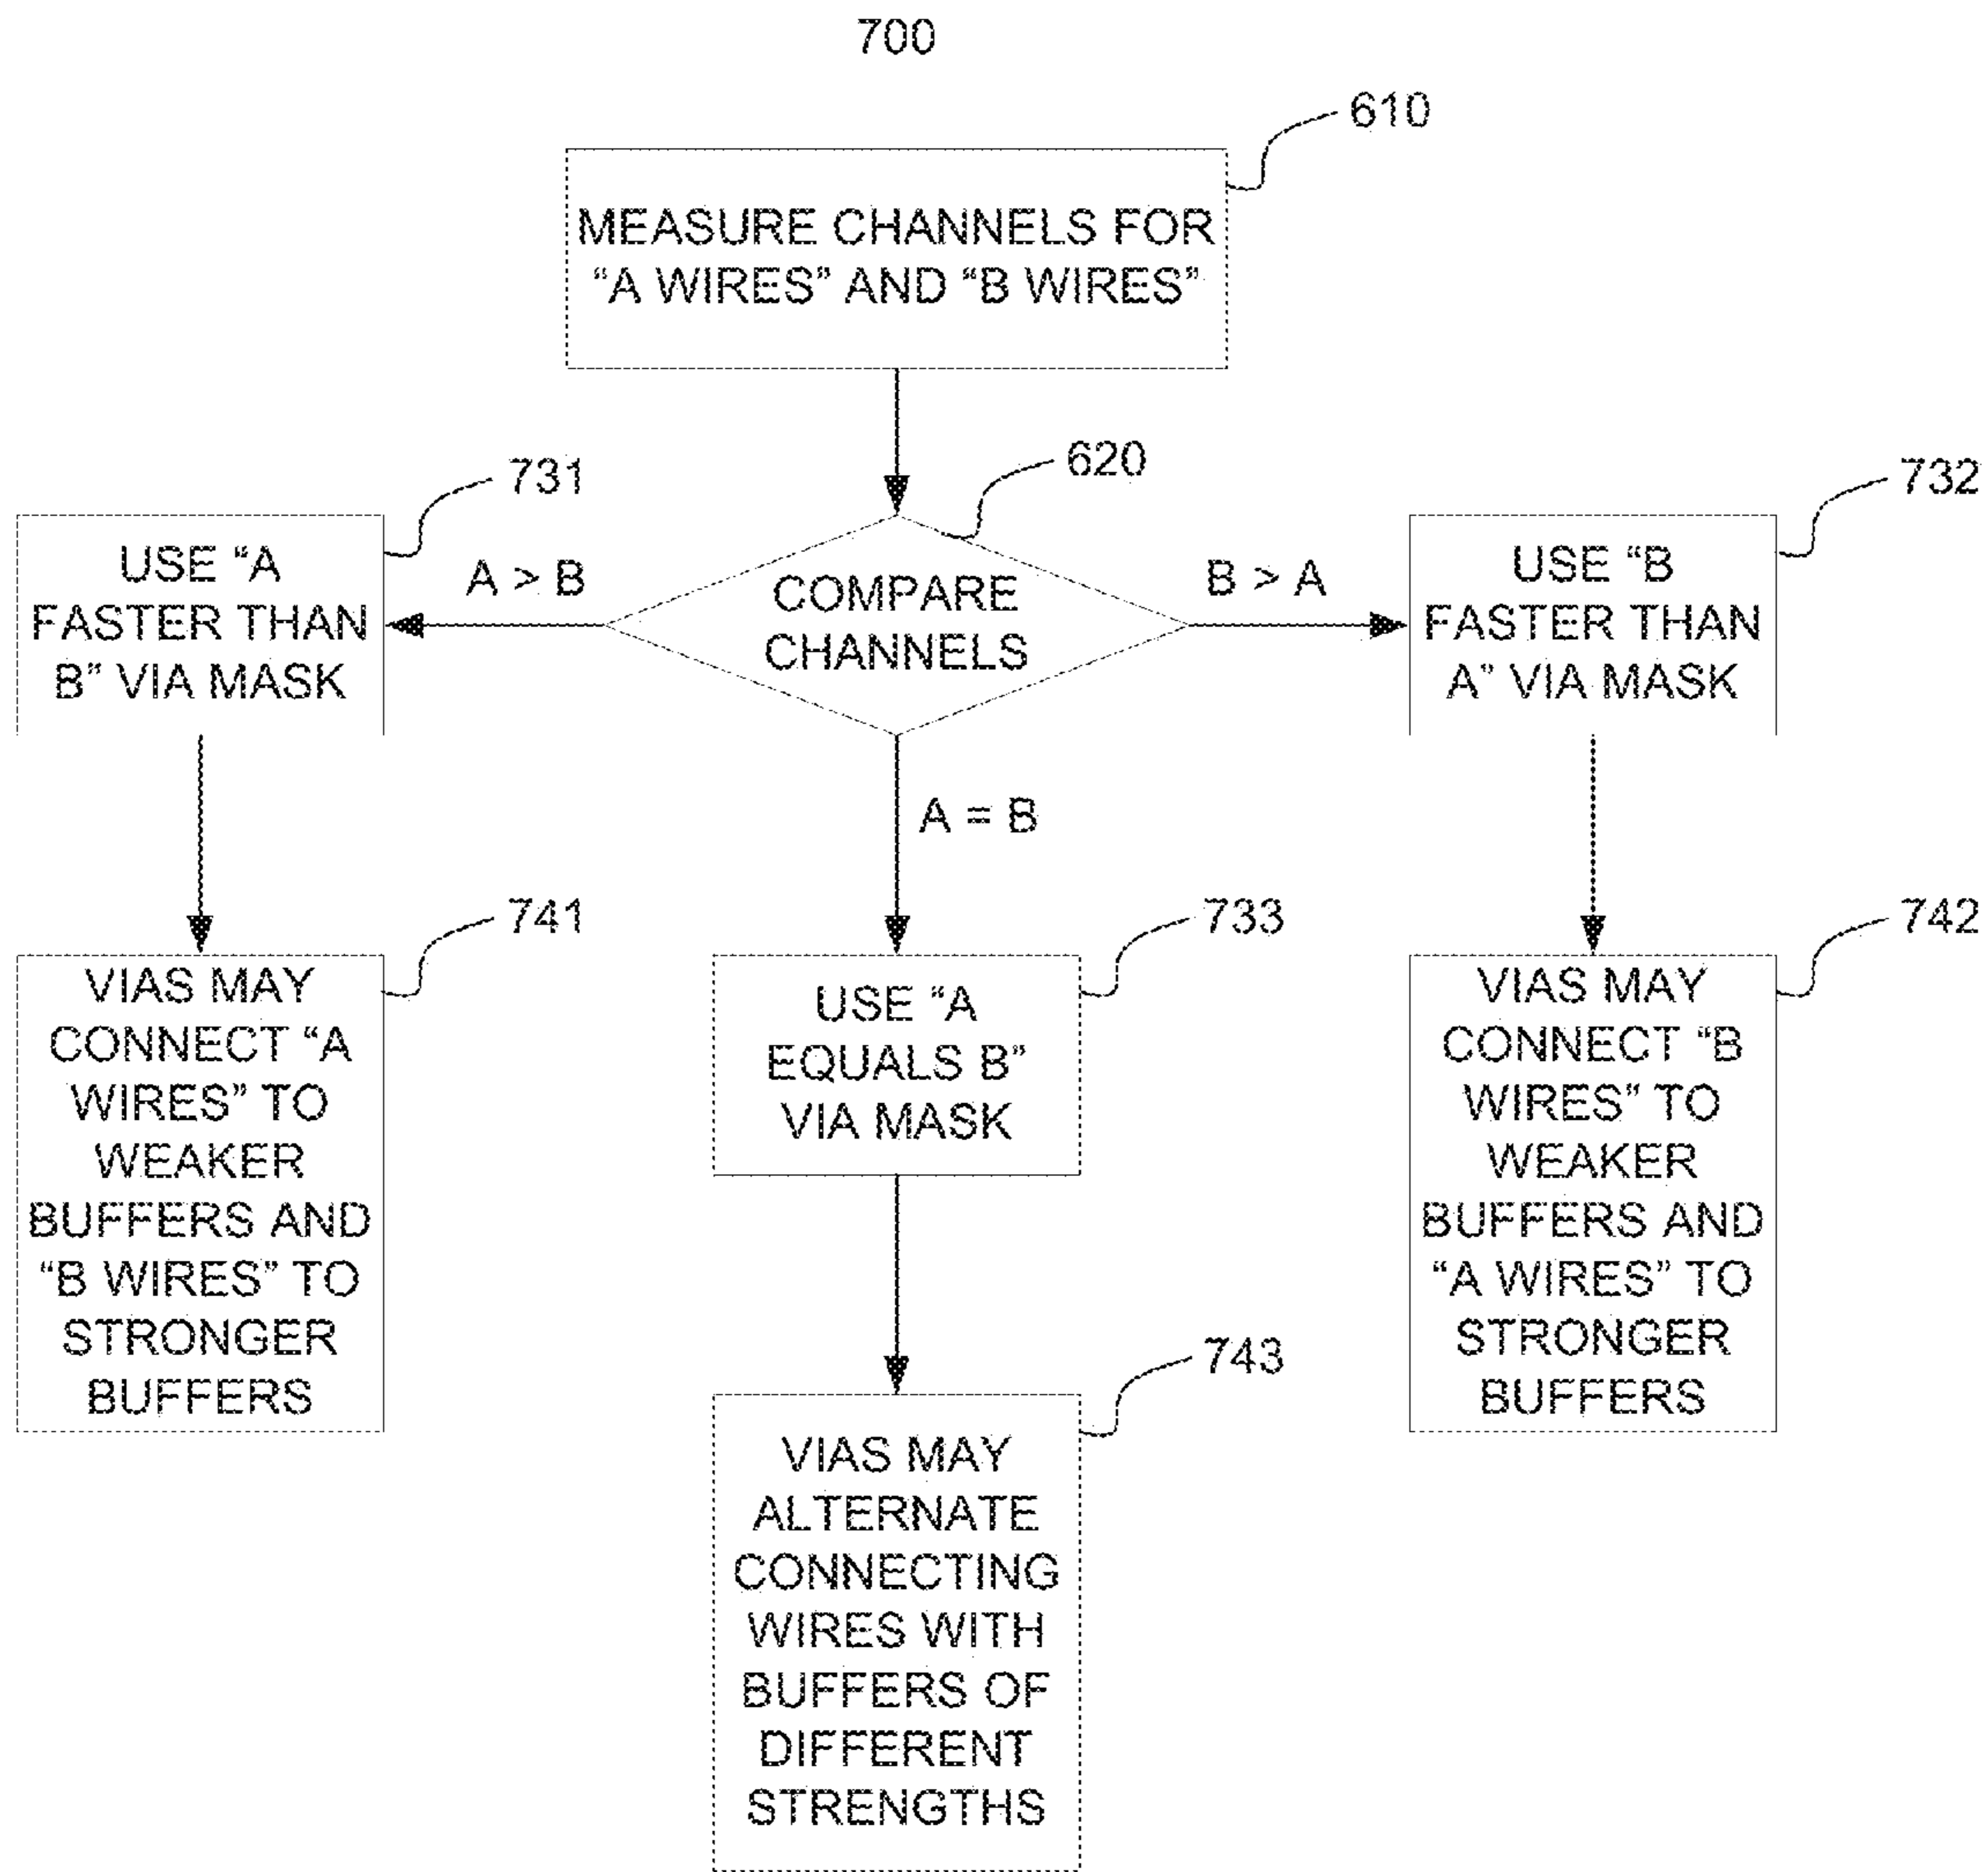 700
610
MEASURE CHANNELS FOR
“A WIRES” AND “B WIRES”
620
COMPARE
CHANNELS
A > B
B > A
A = B
731
USE “A
FASTER THAN
B” VIA MASK
732
USE “B
FASTER THAN
A” VIA MASK
741
VIAS MAY
CONNECT “A
WIRES” TO
WEAKER
BUFFERS AND
“B WIRES” TO
STRONGER
BUFFERS
733
USE “A
EQUALS B”
VIA MASK
742
VIAS MAY
CONNECT “B
WIRES” TO
WEAKER
BUFFERS AND
“A WIRES” TO
STRONGER
BUFFERS
743
VIAS MAY
ALTERNATE
CONNECTING
WIRES WITH
BUFFERS OF
DIFFERENT
STRENGTHS